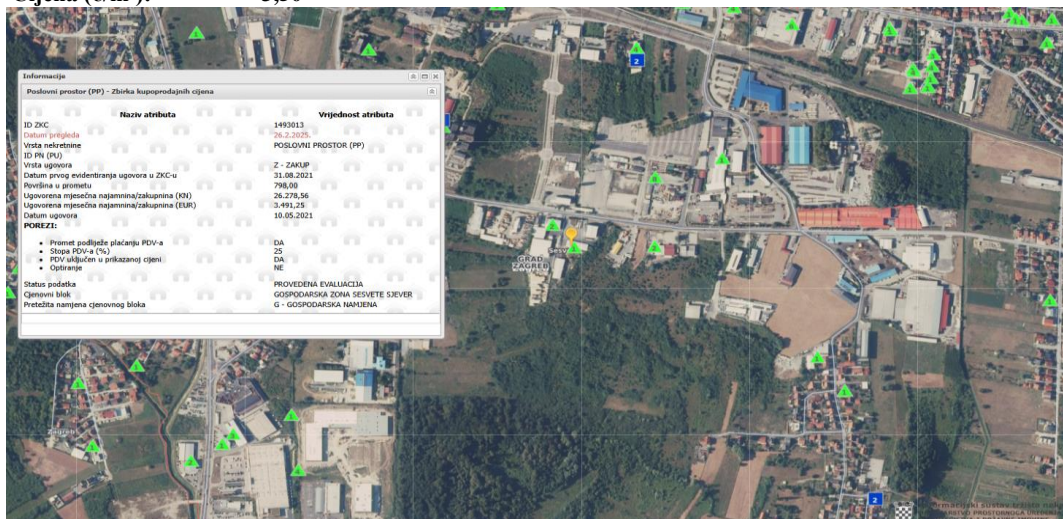 Informacije
Poslovni prostor (PP) - Zbirka kupoprodajnih cijena
Naziv atributa Vrijednost atributa
ID ZKC 1493013
Datum pregleda 26.2.2025.
Vrsta nekretnine POSLOVNI PROSTOR (PP)
ID PN (PU)
Vrsta ugovora Z - ZAKUP
Datum prvog evidentiranja ugovora u ZKC-u 31.08.2021
Površina u prometu 798,00
Ugovorena mjesečna najamnina/zakupnina (KN) 26.278,56
Ugovorena mjesečna najamnina/zakupnina (EUR) 3.491,25
Datum ugovora 10.05.2021
POREZI:
• Promet podliježe plaćanju PDV-a DA
• Stopa PDV-a (%) 25
• PDV uključen u prikazanoj cijeni DA
• Optiranje NE
Status podatka PROVEDENA EVALUACIJA
Cjenovni blok GOSPODARSKA ZONA SESVETE SJEVER
Pretežita namjena cjenovnog bloka G - GOSPODARSKA NAMJENA
2
GRAD
ZAGREB
Zagreb
2